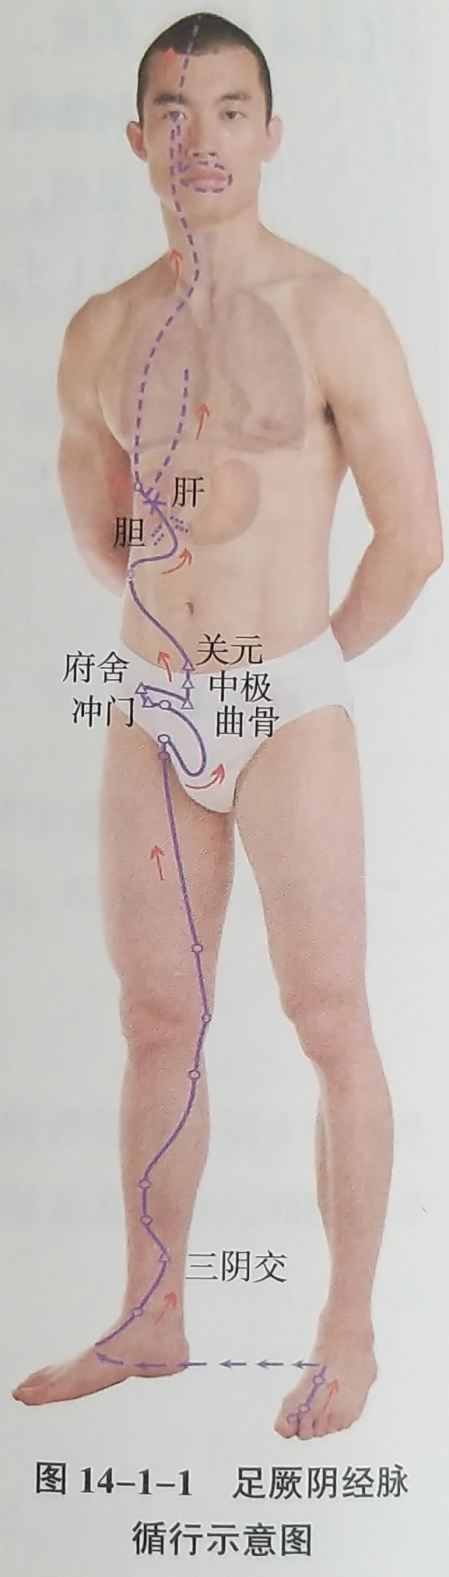 肝
胆
关元
府舍
中极
冲门
曲骨
三阴交
图 14-1-1 足厥阴经脉
循行示意图